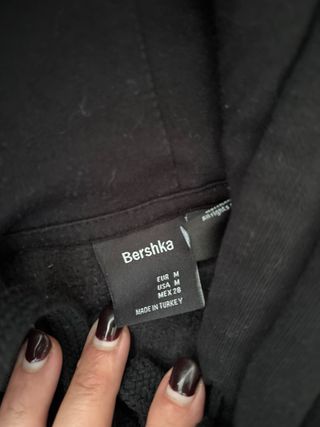 Bershka
EUR M
USA M
MEX 28
MADE IN TURKEY